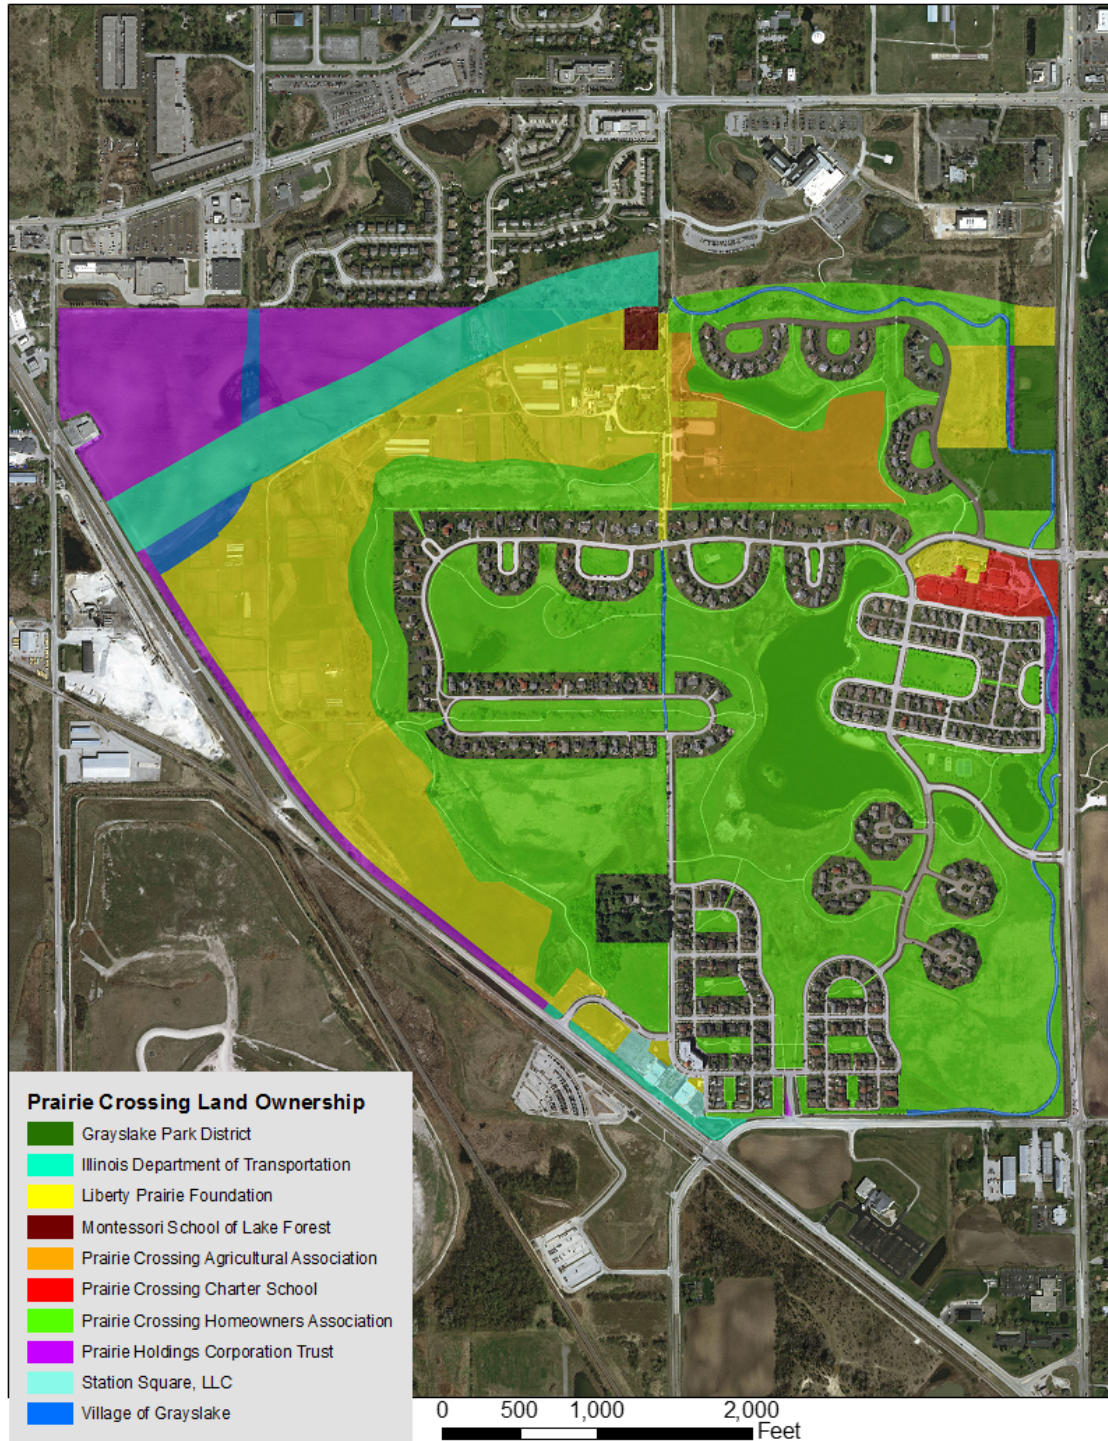 Prairie Crossing Land Ownership
Grayslake Park District
Illinois Department of Transportation
Liberty Prairie Foundation
Montessori School of Lake Forest
Prairie Crossing Agricultural Association
Prairie Crossing Charter School
Prairie Crossing Homeowners Association
Prairie Holdings Corporation Trust
Station Square, LLC
Village of Grayslake
0 500 1,000 2,000
Feet